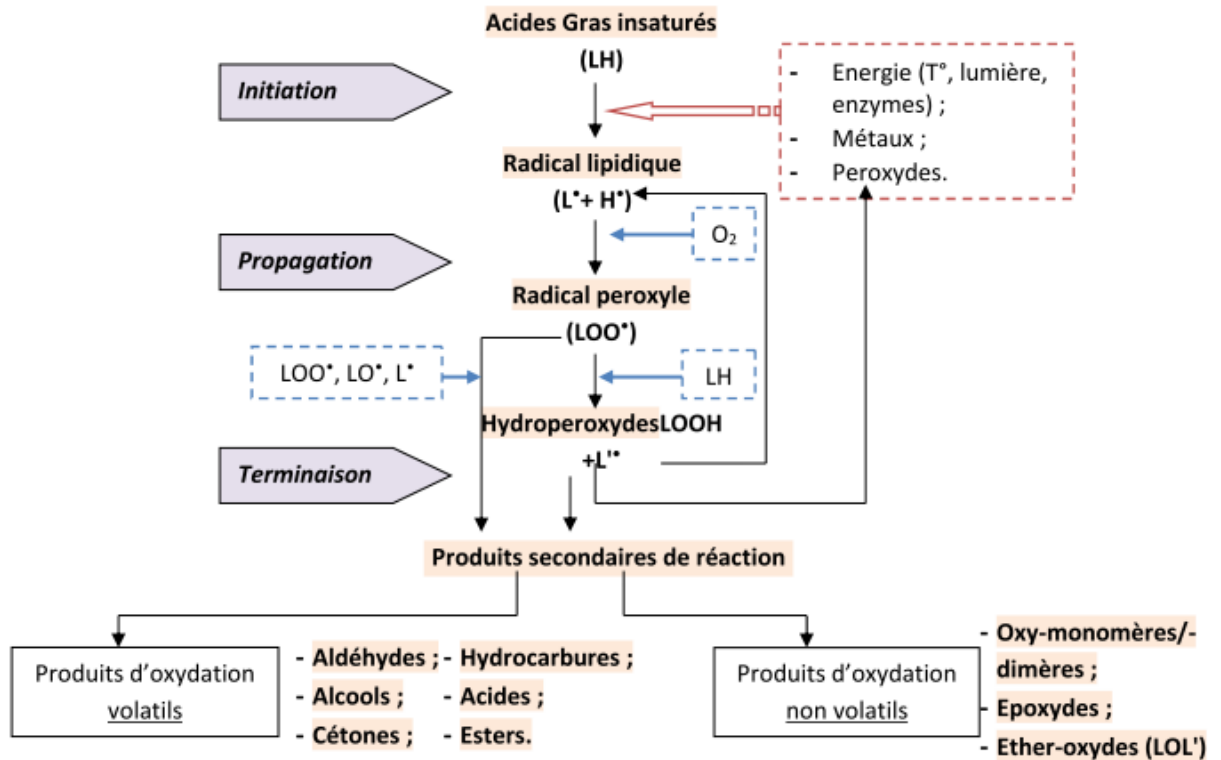 Acides Gras insaturés
(LH)
Initiation
- Energie (T°, lumière,
enzymes) ;
- Métaux ;
- Peroxydes.
Radical lipidique
(L•+ H•)
O₂
Propagation
Radical peroxyle
(LOO•)
LOO•, LO•, L•
LH
HydroperoxydesLOOH
+L'•
Terminaison
Produits secondaires de réaction
Produits d’oxydation
volatils
- Aldéhydes ; - Hydrocarbures ;
- Alcools ; - Acides ;
- Cétones ; - Esters.
Produits d’oxydation
non volatils
- Oxy-monomères/-
dimères ;
- Epoxydes ;
- Ether-oxydes (LOL')